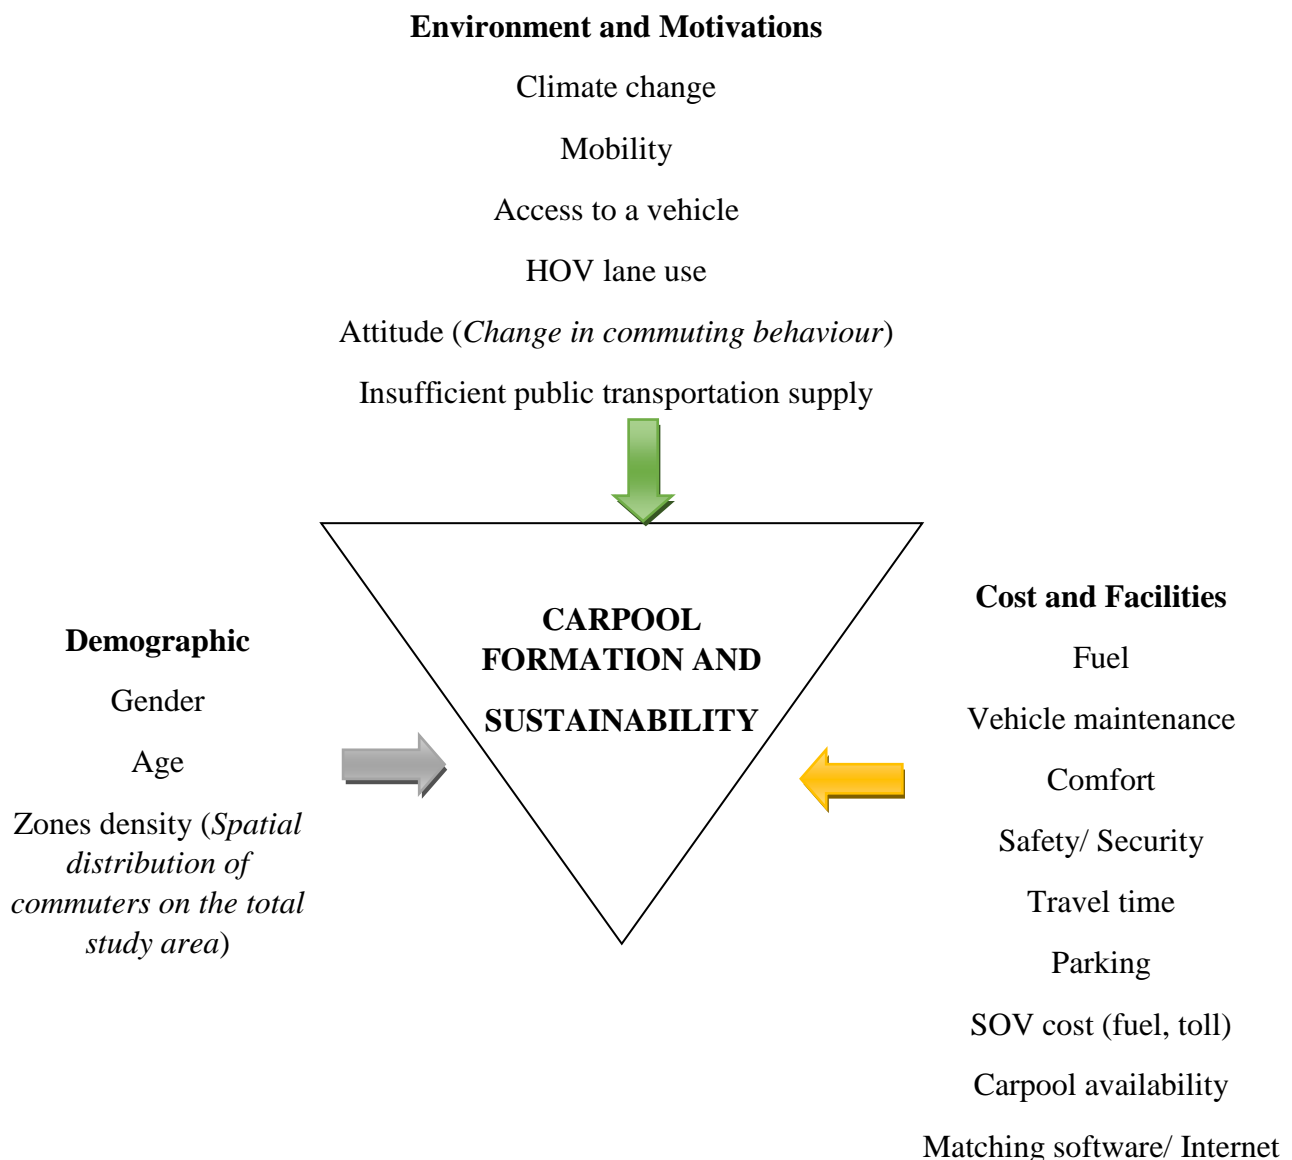 Environment and Motivations
Climate change
Mobility
Access to a vehicle
HOV lane use
Attitude (Change in commuting behaviour)
Insufficient public transportation supply
CARPOOL
FORMATION AND
SUSTAINABILITY
Demographic
Gender
Age
Zones density (Spatial
distribution of
commuters on the total
study area)
Cost and Facilities
Fuel
Vehicle maintenance
Comfort
Safety/ Security
Travel time
Parking
SOV cost (fuel, toll)
Carpool availability
Matching software/ Internet